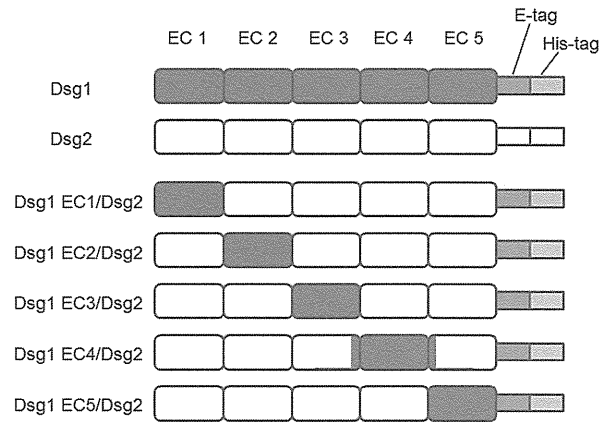 E-tag
EC 1 EC 2 EC 3 EC 4 EC 5 His-tag
Dsg1
Dsg2
Dsg1 EC1/Dsg2
Dsg1 EC2/Dsg2
Dsg1 EC3/Dsg2
Dsg1 EC4/Dsg2
Dsg1 EC5/Dsg2